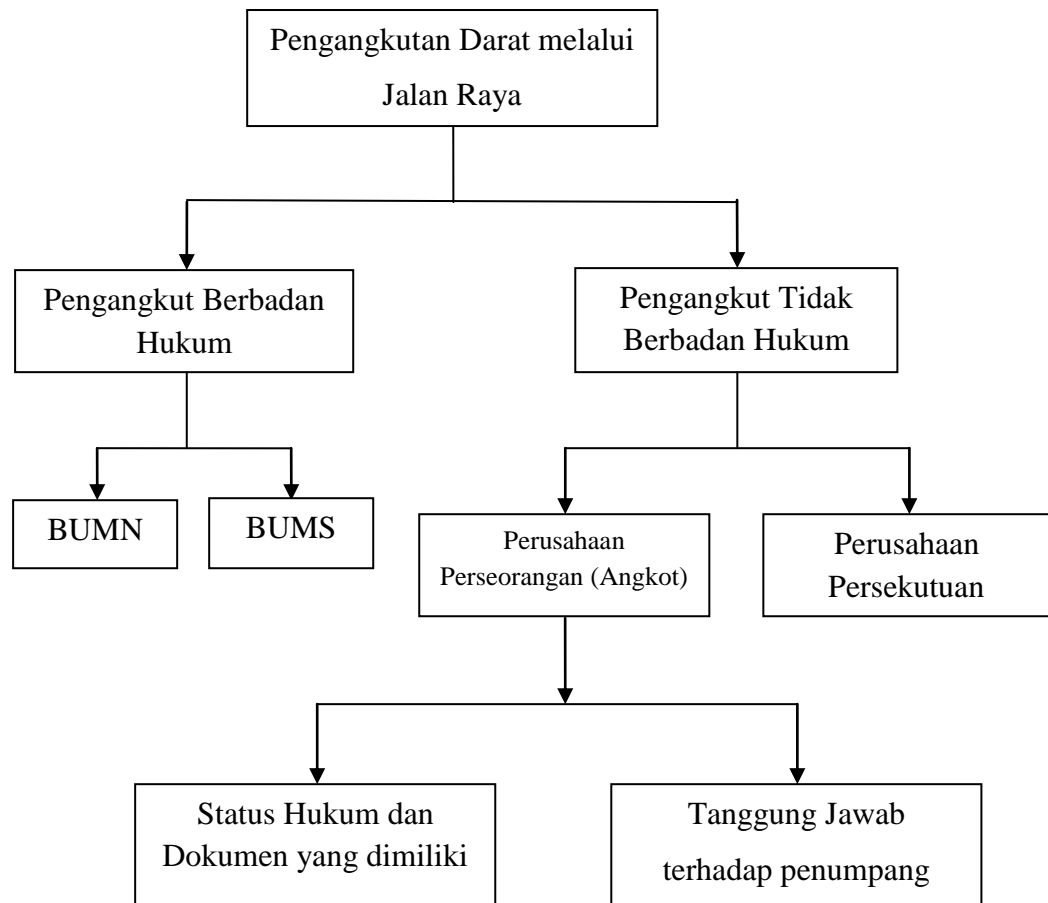 Pengangkutan Darat melalui
Jalan Raya
Pengangkut Berbadan
Hukum
Pengangkut Tidak
Berbadan Hukum
BUMN
BUMS
Perusahaan
Perseorangan (Angkot)
Perusahaan
Persekutuan
Status Hukum dan
Dokumen yang dimiliki
Tanggung Jawab
terhadap penumpang